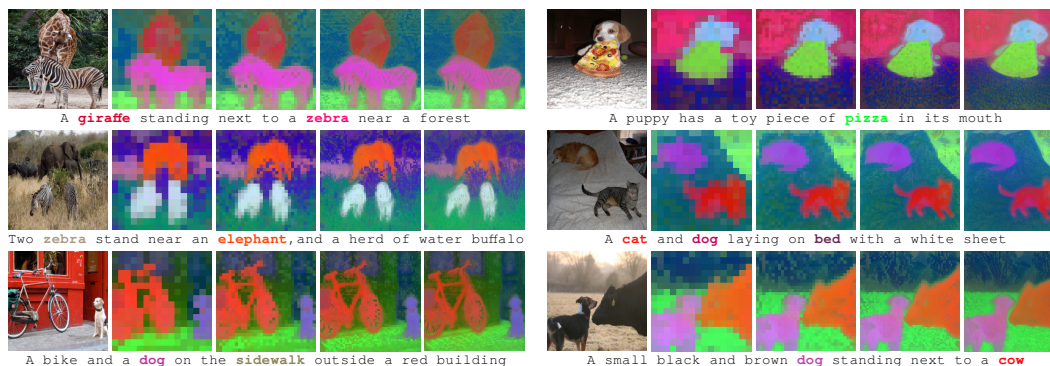 A giraffe standing next to a zebra near a forest
A puppy has a toy piece of pizza in its mouth
Two zebra stand near an elephant,and a herd of water buffalo
A cat and dog laying on bed with a white sheet
A bike and a dog on the sidewalk outside a red building
A small black and brown dog standing next to a cow